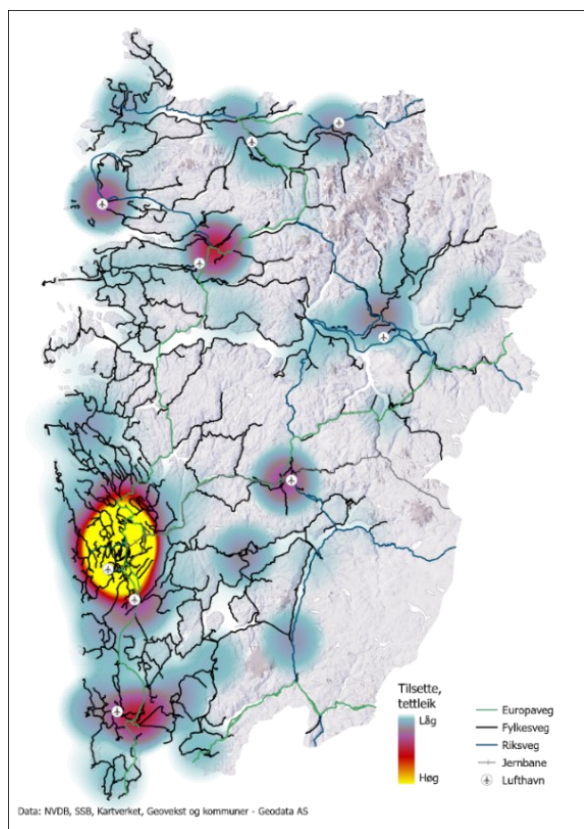 Tilsette,
tettleik
Låg
Høg
Europaveg
Fylkesveg
Riksveg
Jernbane
Lufthavn
Data: NVDB, SSB, Kartverket, Geovekst og kommuner - Geodata AS